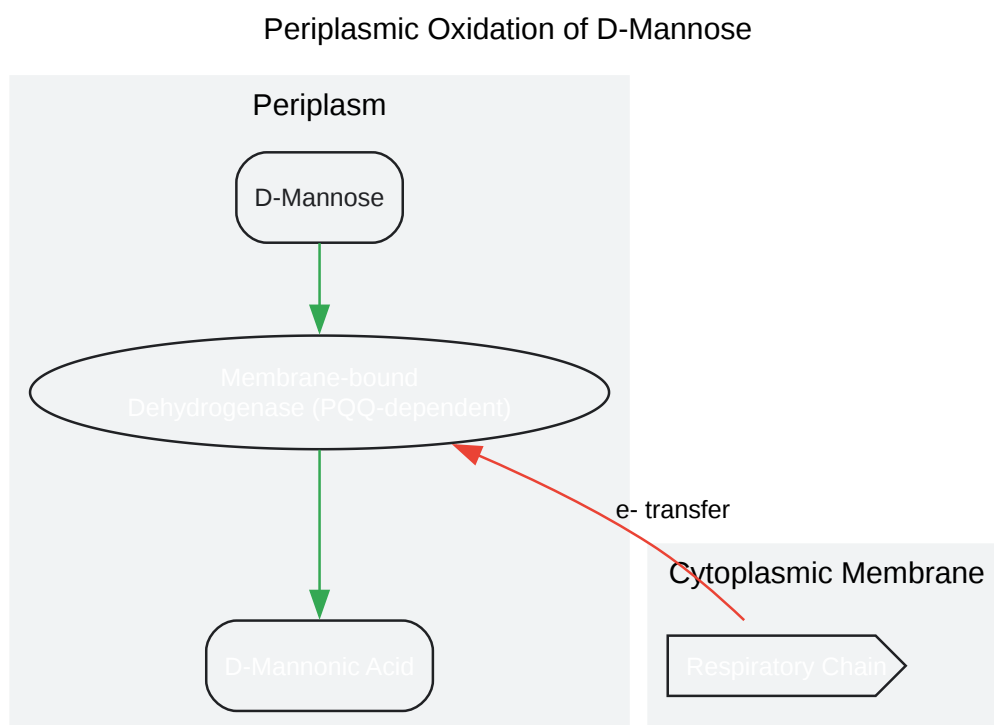 Periplasmic Oxidation of D-Mannose
Periplasm
D-Mannose
Membrane-bound
Dehydrogenase (PQQ-dependent)
e- transfer
Cytoplasmic Membrane
D-Mannonic Acid
Respiratory Chain